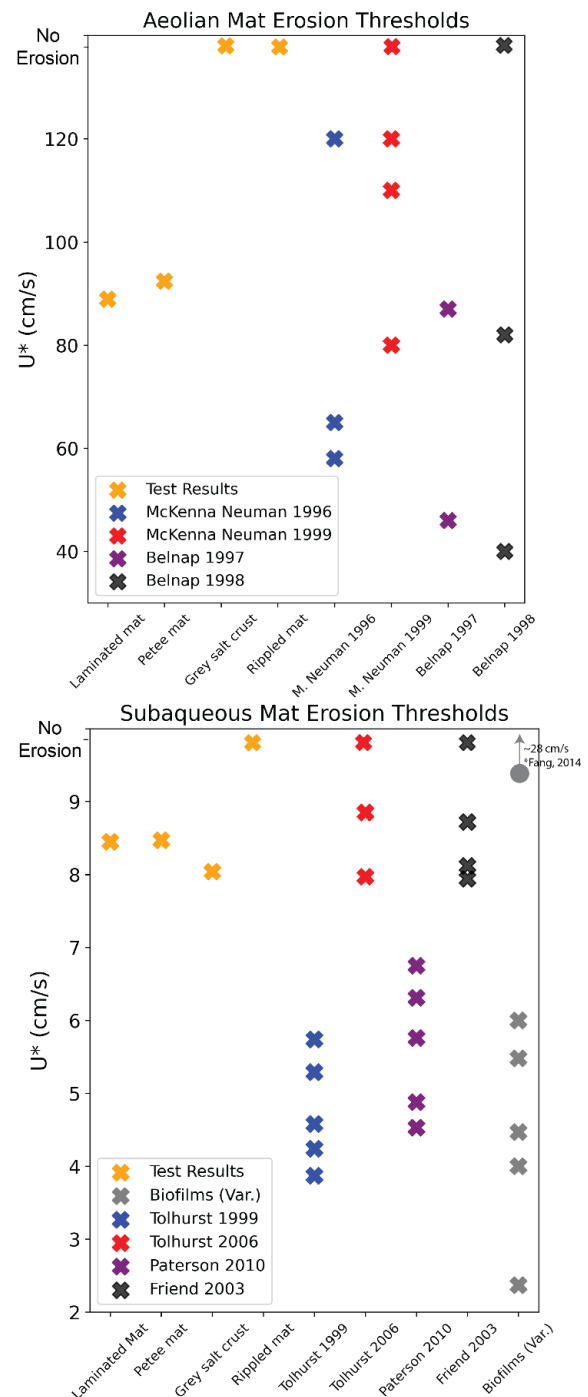 Aeolian Mat Erosion Thresholds
No
Erosion
120
100
80
60
40
U* (cm/s)
Test Results
McKenna Neuman 1996
McKenna Neuman 1999
Belnap 1997
Belnap 1998
Laminated mat
Petee mat
Grey salt crust
Rippled mat
M. Neuman 1996
M. Neuman 1999
Belnap 1997
Belnap 1998
Subaqueous Mat Erosion Thresholds
No
Erosion
~28 cm/s
*Fang, 2014
9
8
7
6
5
4
3
2
U* (cm/s)
Test Results
Biofilms (Var.)
Tolhurst 1999
Tolhurst 2006
Paterson 2010
Friend 2003
Laminated Mat
Petee mat
Grey salt crust
Rippled mat
Tolhurst 1999
Tolhurst 2006
Paterson 2010
Friend 2003
Biofilms (Var.)